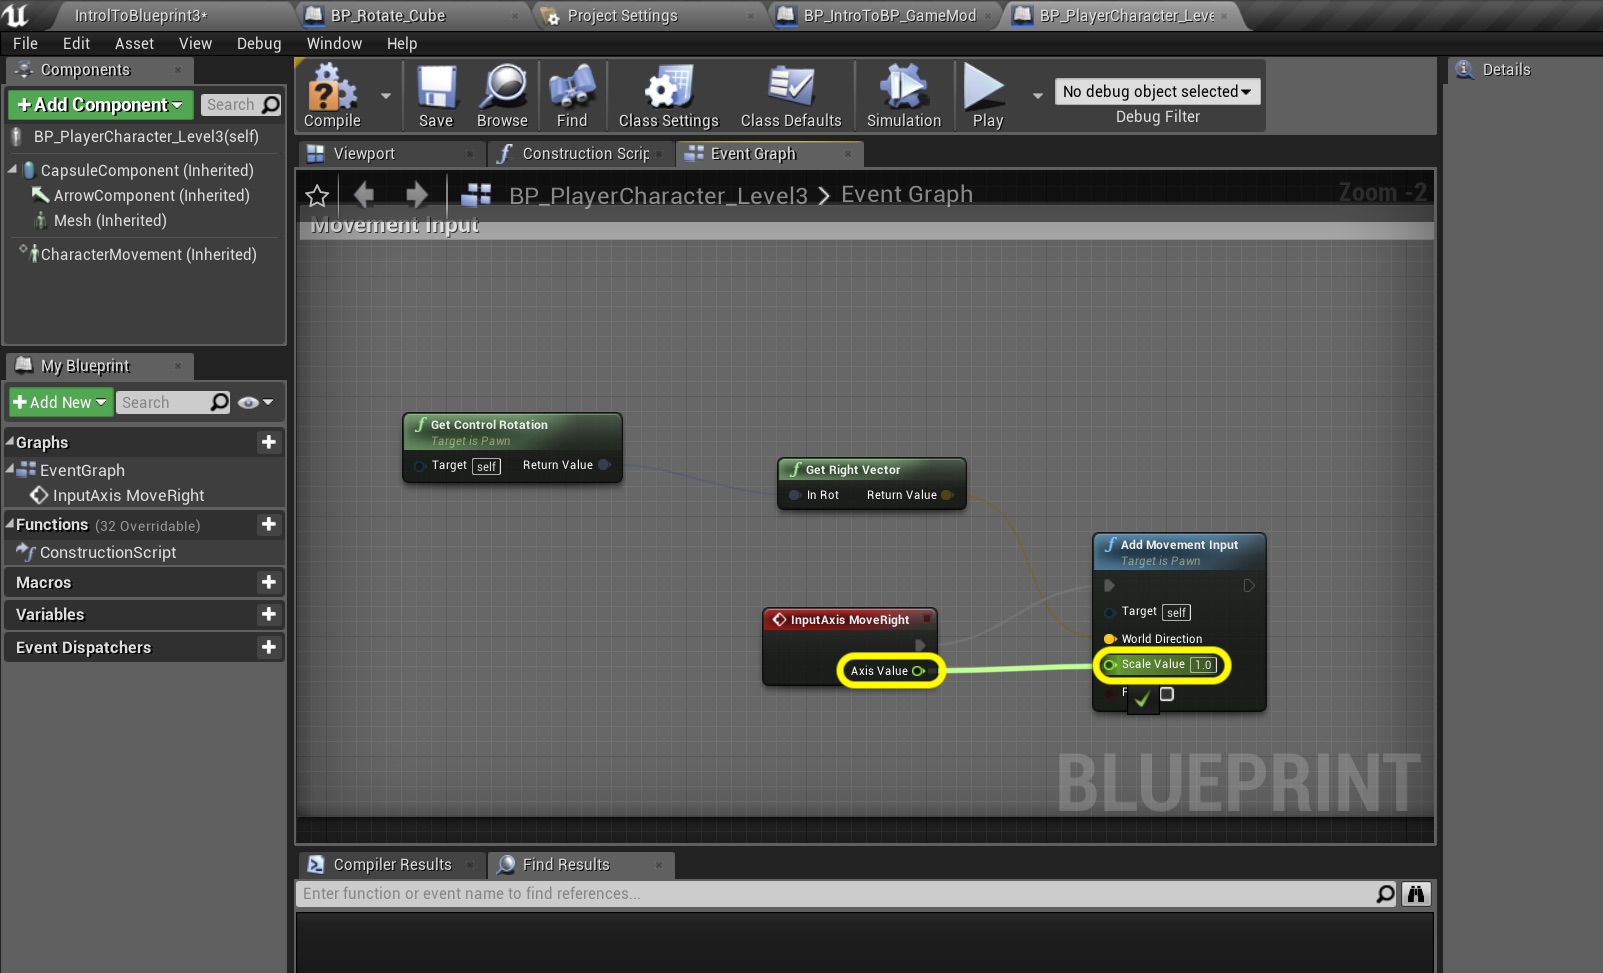 IntrolToBlueprint3*
BP_Rotate_Cube
Project Settings
BP_IntroToBP_GameMod
BP_PlayerCharacter_Leve
File Edit Asset View Debug Window Help
Components
+Add Component
Search
BP_PlayerCharacter_Level3(self)
CapsuleComponent (Inherited)
ArrowComponent (Inherited)
Mesh (Inherited)
CharacterMovement (Inherited)
My Blueprint
+Add New
Search
Graphs
EventGraph
InputAxis MoveRight
Functions (32 Overridable)
ConstructionScript
Macros
Variables
Event Dispatchers
Compile
Save
Browse
Find
Class Settings
Class Defaults
Simulation
Play
No debug object selected
Debug Filter
Viewport
Construction Scrip
Event Graph
BP_PlayerCharacter_Level3 > Event Graph
Zoom -2
Movement Input
Get Control Rotation
Target is Pawn
Target self Return Value
Get Right Vector
In Rot Return Value
Add Movement Input
Target is Pawn
Target self
World Direction
Scale Value 1.0
InputAxis MoveRight
Axis Value
BLUEPRINT
Compiler Results
Find Results
Enter function or event name to find references...
Details